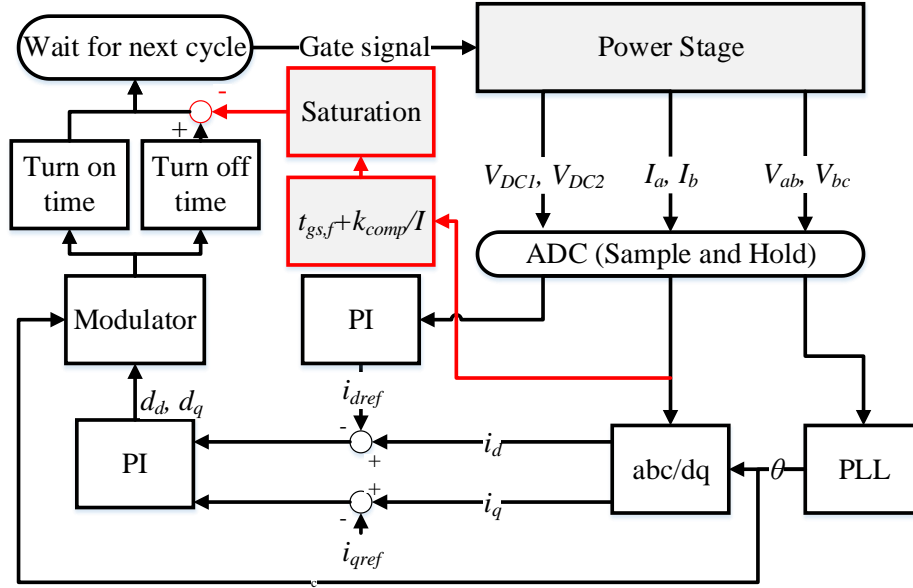 Wait for next cycle
Gate signal
Power Stage
-
Saturation
+
Turn on
time
Turn off
time
V_DC1, V_DC2
I_a, I_b
V_ab, V_bc
t_gs,f+k_comp/I
ADC (Sample and Hold)
Modulator
PI
i_dref
d_d, d_q
-
+
i_d
PI
abc/dq
θ
PLL
+
-
i_q
i_qref
c